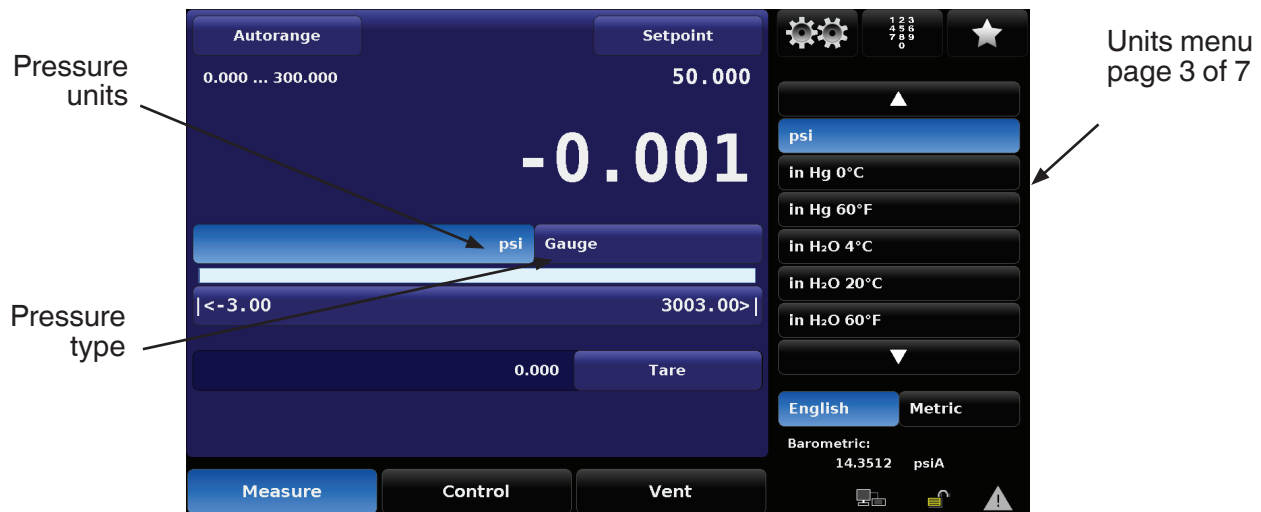 Autorange
Setpoint
1 2 3
4 5 6
7 8 9
0
Units menu
page 3 of 7
Pressure
units
0.000 ... 300.000
50.000
-0.001
psi
in Hg 0°C
in Hg 60°F
in H₂O 4°C
in H₂O 20°C
in H₂O 60°F
psi
Gauge
|<-3.00
3003.00>|
Pressure
type
0.000
Tare
English
Metric
Barometric:
14.3512 psiA
Measure
Control
Vent